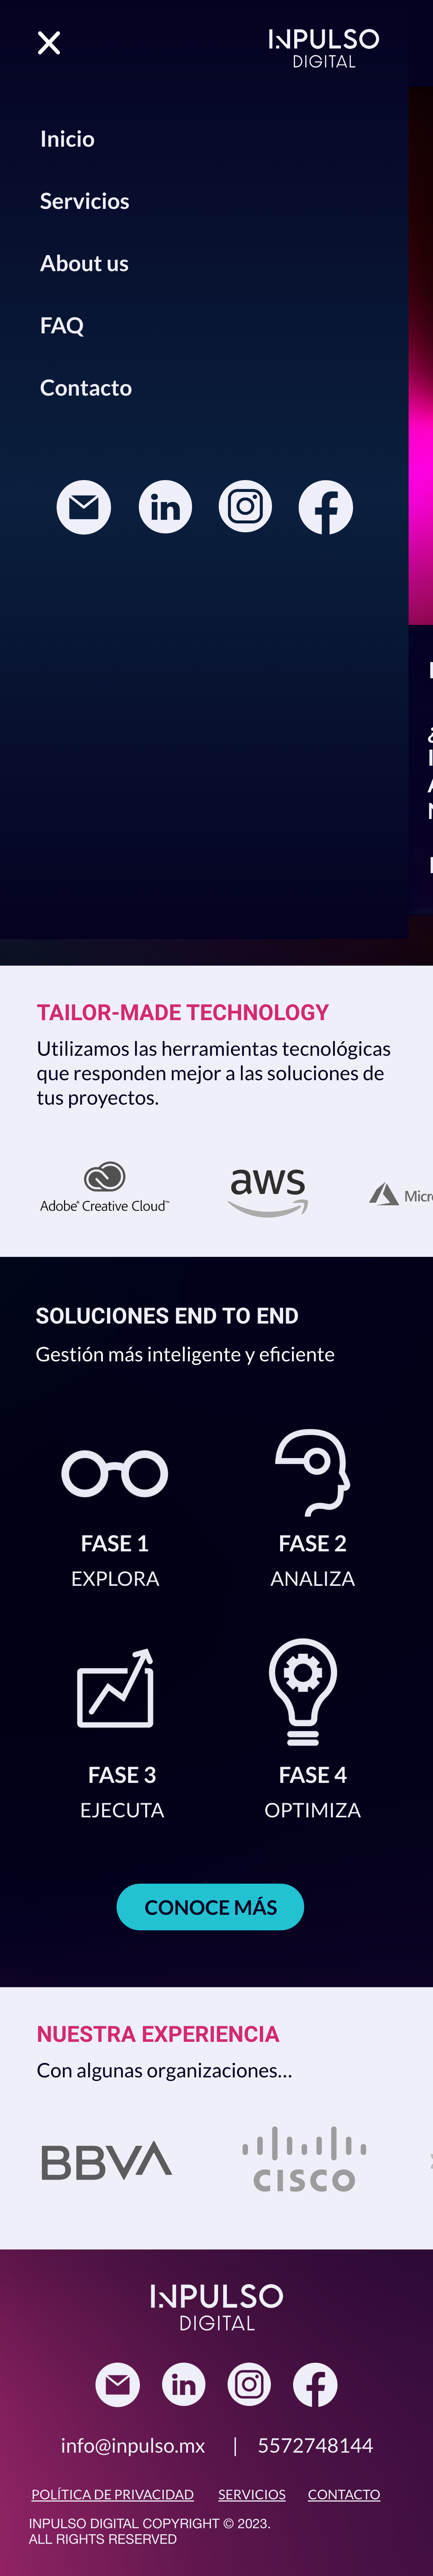 INPULSO
DIGITAL
Inicio
Servicios
About us
FAQ
Contacto
in
TAILOR-MADE TECHNOLOGY
Utilizamos las herramientas tecnológicas
que responden mejor a las soluciones de
tus proyectos.
Adobe® Creative Cloud™
aws
SOLUCIONES END TO END
Gestión más inteligente y eficiente
FASE 1
FASE 2
EXPLORA
ANALIZA
FASE 3
FASE 4
EJECUTA
OPTIMIZA
CONOCE MÁS
NUESTRA EXPERIENCIA
Con algunas organizaciones...
BBVA
CISCO
INPULSO
DIGITAL
in
info@inpulso.mx | 5572748144
POLÍTICA DE PRIVACIDAD SERVICIOS CONTACTO
INPULSO DIGITAL COPYRIGHT © 2023.
ALL RIGHTS RESERVED